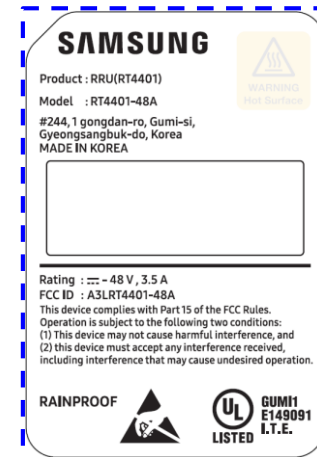 SAMSUNG
WARNING
Hot Surface
Product : RRU(RT4401)
Model : RT4401-48A
#244, 1 gongdan-ro, Gumi-si,
Gyeongsangbuk-do, Korea
MADE IN KOREA
Rating : ⎓ - 48 V , 3.5 A
FCC ID : A3LRT4401-48A
This device complies with Part 15 of the FCC Rules.
Operation is subject to the following two conditions:
(1) This device may not cause harmful interference, and
(2) this device must accept any interference received,
including interference that may cause undesired operation.
RAINPROOF
UL
LISTED
GUMI1
E149091
I.T.E.